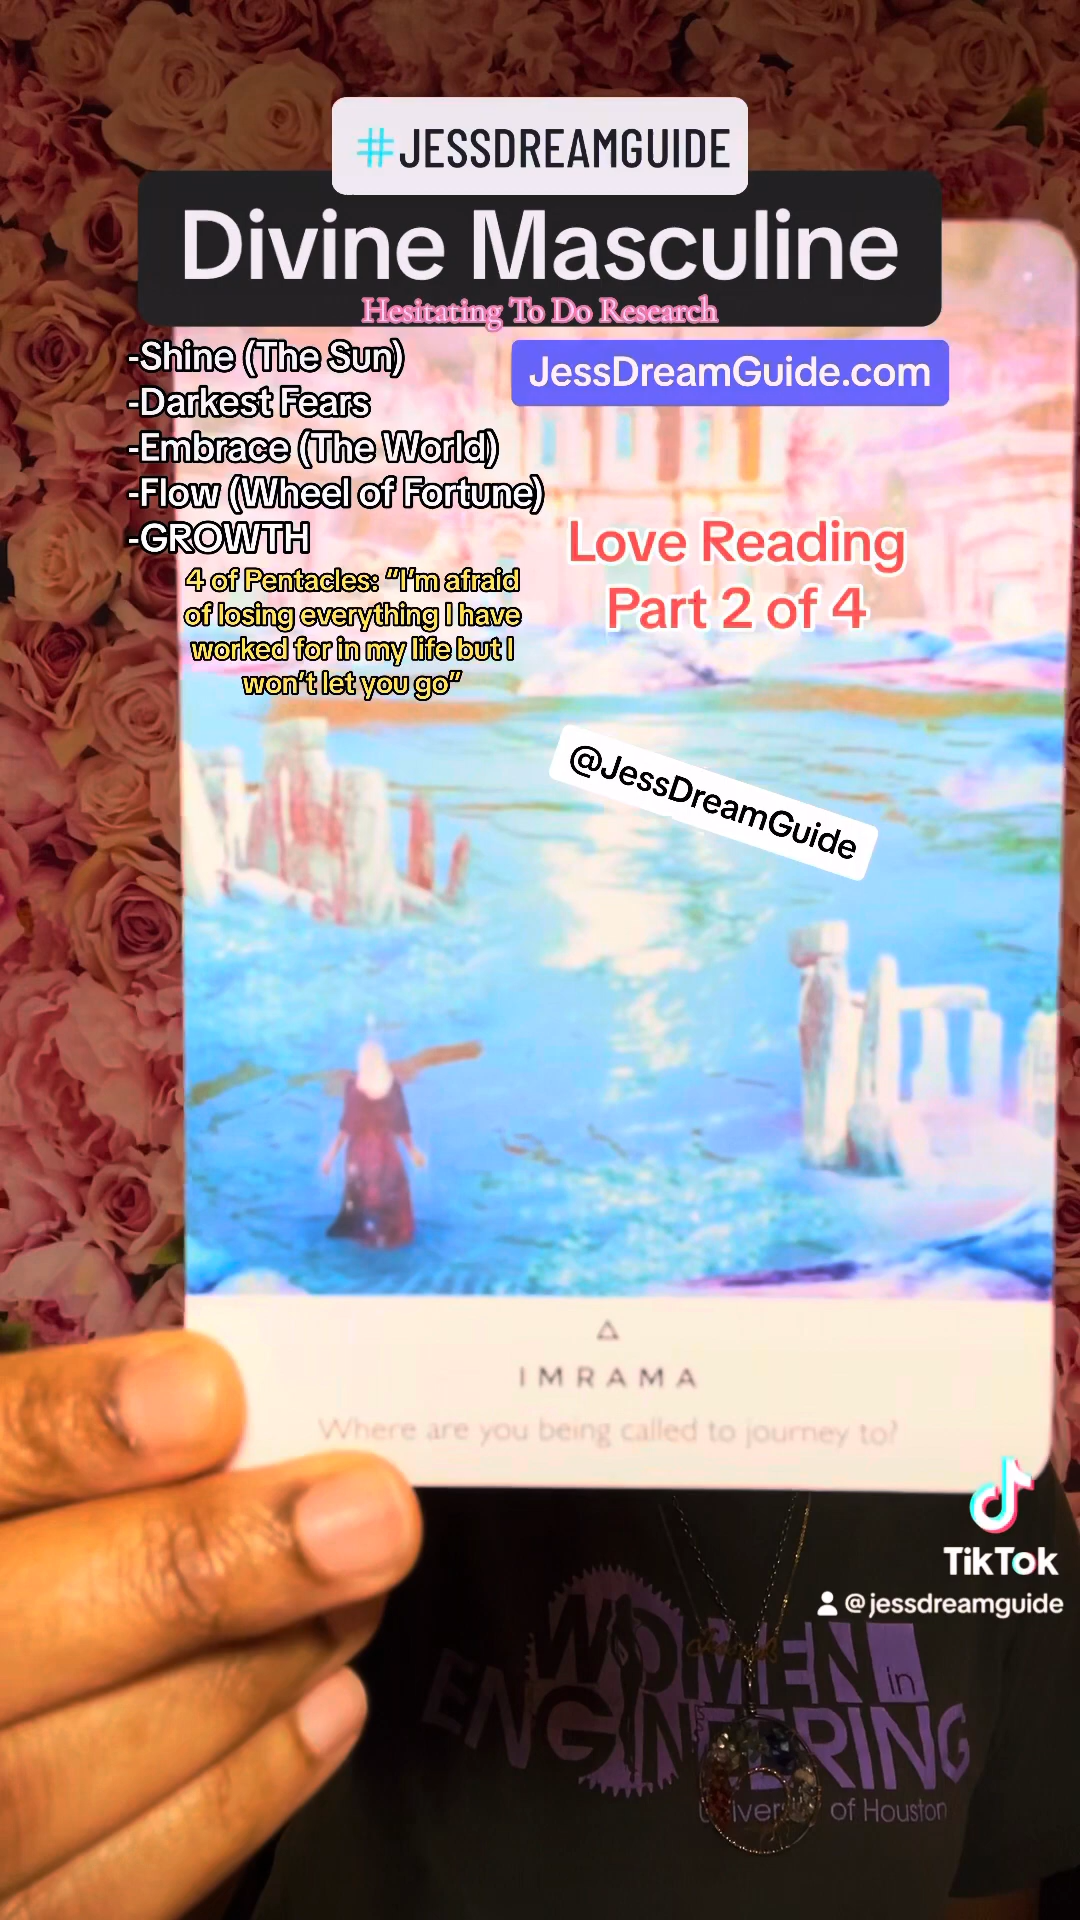 #JESSDREAMGUIDE
Divine Masculine
Hesitating To Do Research
-Shine (The Sun)
JessDreamGuide.com
-Darkest Fears
-Embrace (The World)
-Flow (Wheel of Fortune)
-GROWTH
4 of Pentacles: “I’m afraid
of losing everything I have
worked for in my life but I
won’t let you go”
Love Reading
Part 2 of 4
@JessDreamGuide
IMRAMA
Where are you being called to journey to?
TikTok
@jessdreamguide
WOMEN in
ENGINEERING
University of Houston